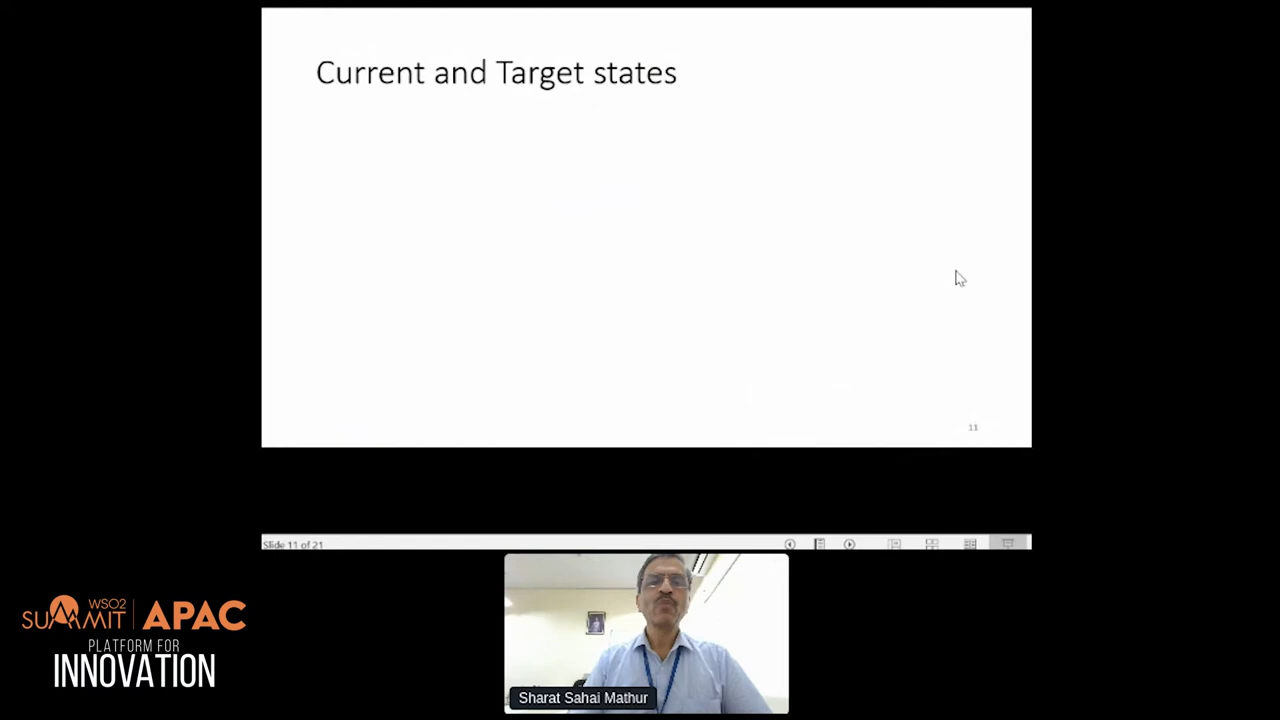 Current and Target states
11
Slide 11 of 21
WSO2
SUMMIT
APAC
PLATFORM FOR
INNOVATION
Sharat Sahai Mathur